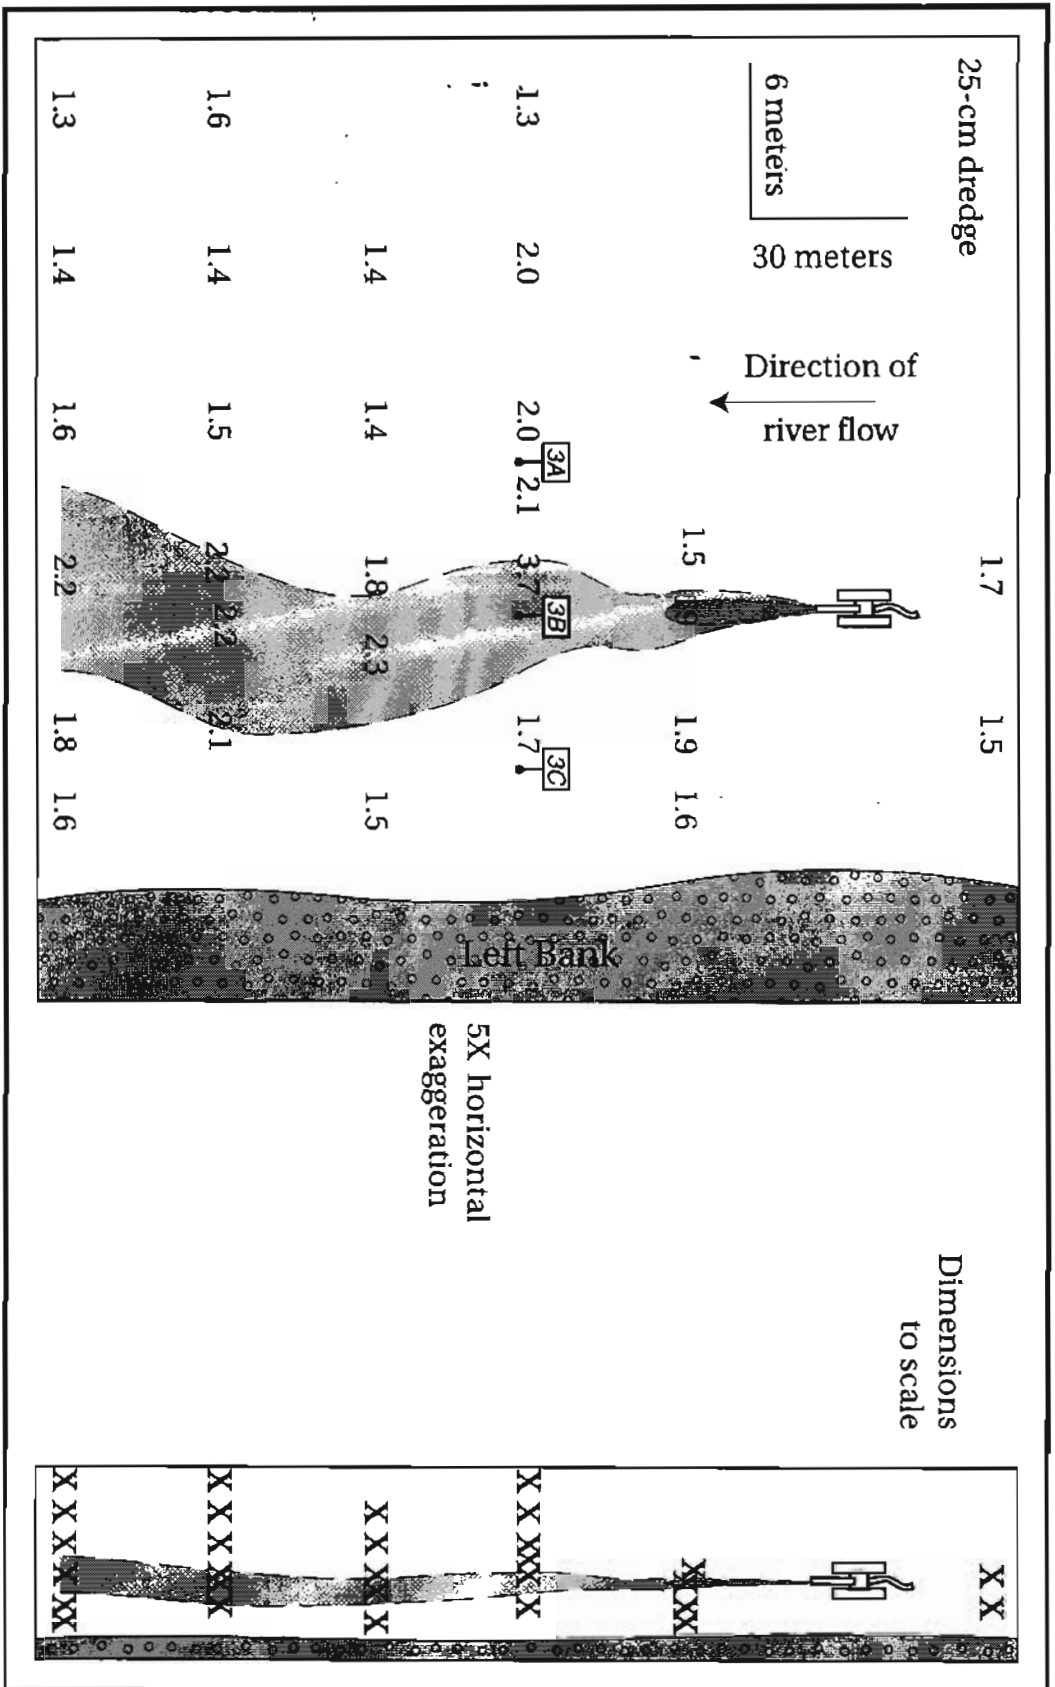 25-cm dredge
6 meters
30 meters
Direction of
river flow
1.3
1.6
1.3
1.4
1.4
1.4
2.0
1.6
1.5
1.4
2.0
3A
2.1
2.2
2.2
1.8
3.7
1.5
1.7
2.2
2.3
3B
1.8
2.1
1.7
3C
1.9
1.5
1.6
1.5
1.6
Left Bank
5X horizontal
exaggeration
Dimensions
to scale
X X X X X X
X X X X X
X X X X X
X X X X X X
X X X
X X